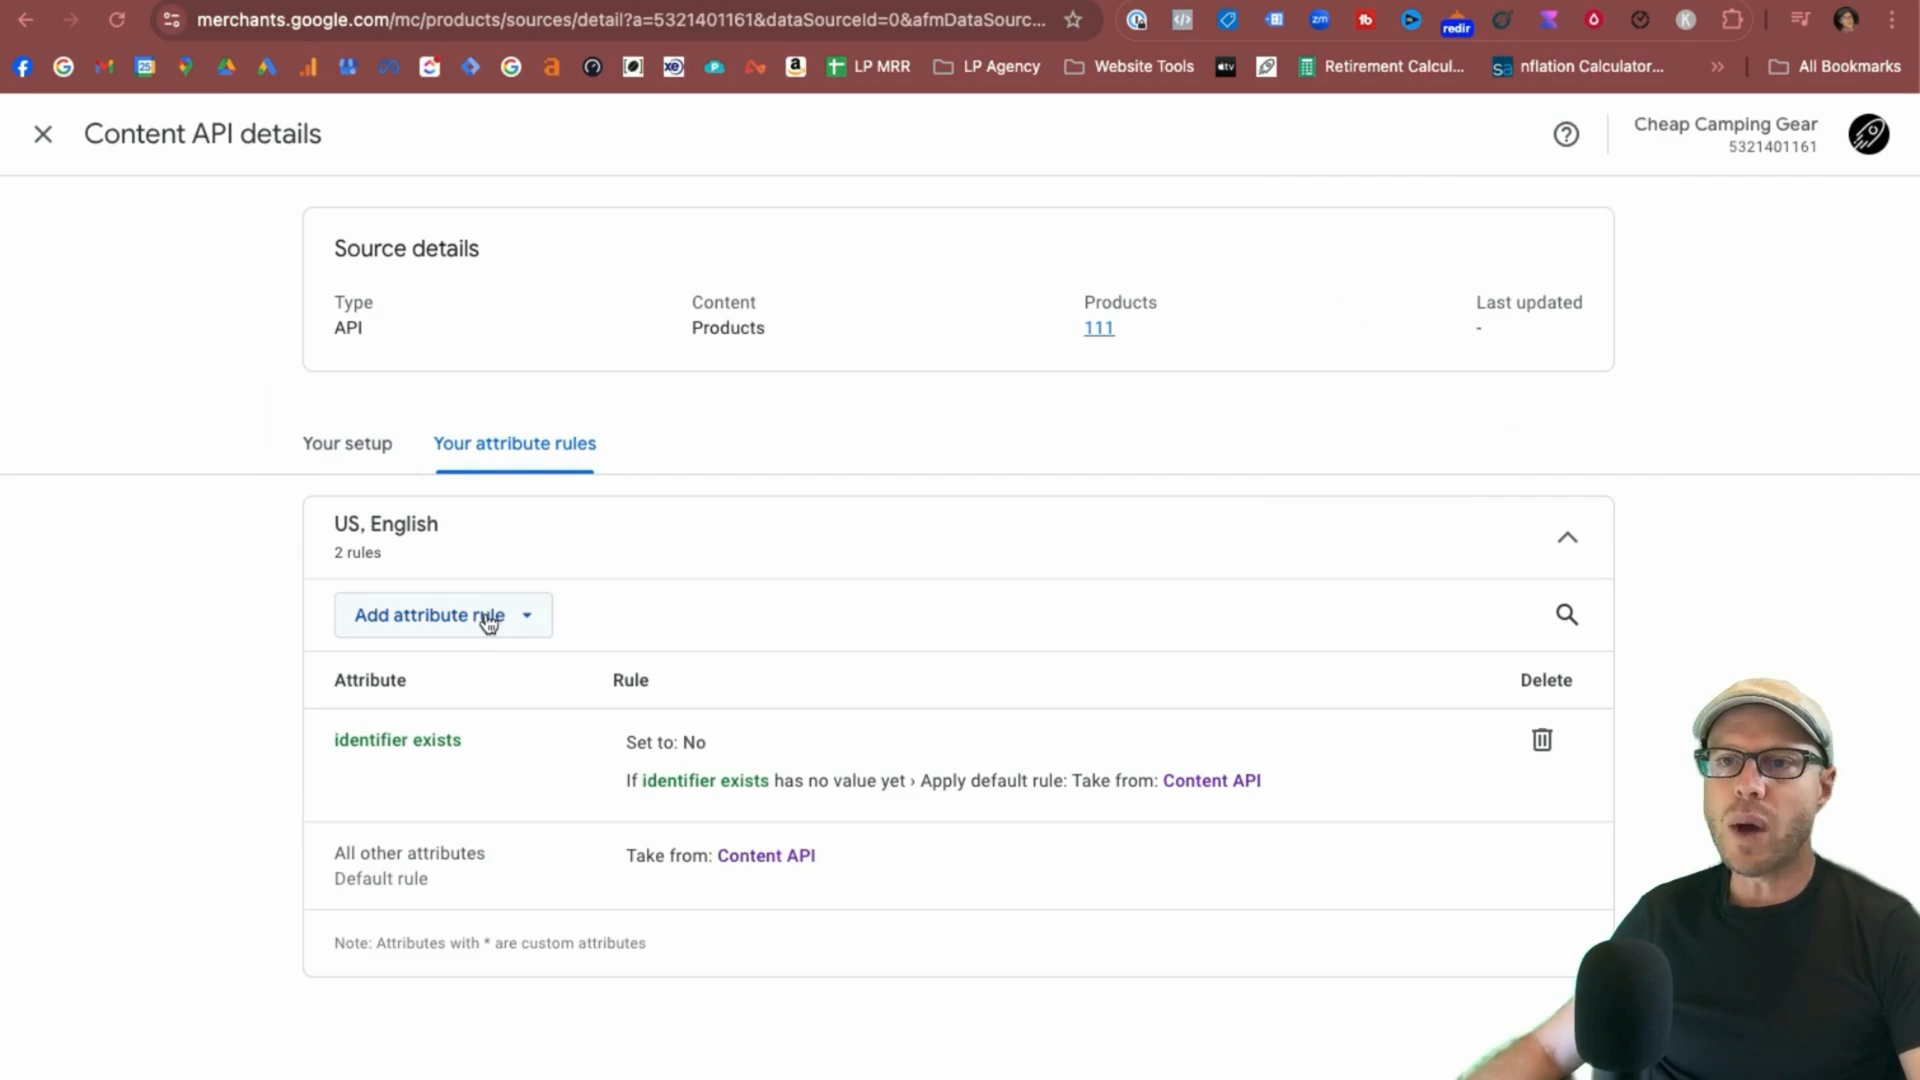 merchants.google.com/mc/products/sources/detail?a=5321401161&dataSourceId=0&afmDataSourc...
redir
LP MRR
LP Agency
Website Tools
Retirement Calcul...
nflation Calculator...
All Bookmarks
Content API details
Cheap Camping Gear
5321401161
Source details
Type
Content
Products
Last updated
API
Products
111
-
Your setup
Your attribute rules
US, English
2 rules
Add attribute rule
Attribute
Rule
Delete
identifier exists
Set to: No
If identifier exists has no value yet › Apply default rule: Take from: Content API
All other attributes
Default rule
Take from: Content API
Note: Attributes with * are custom attributes